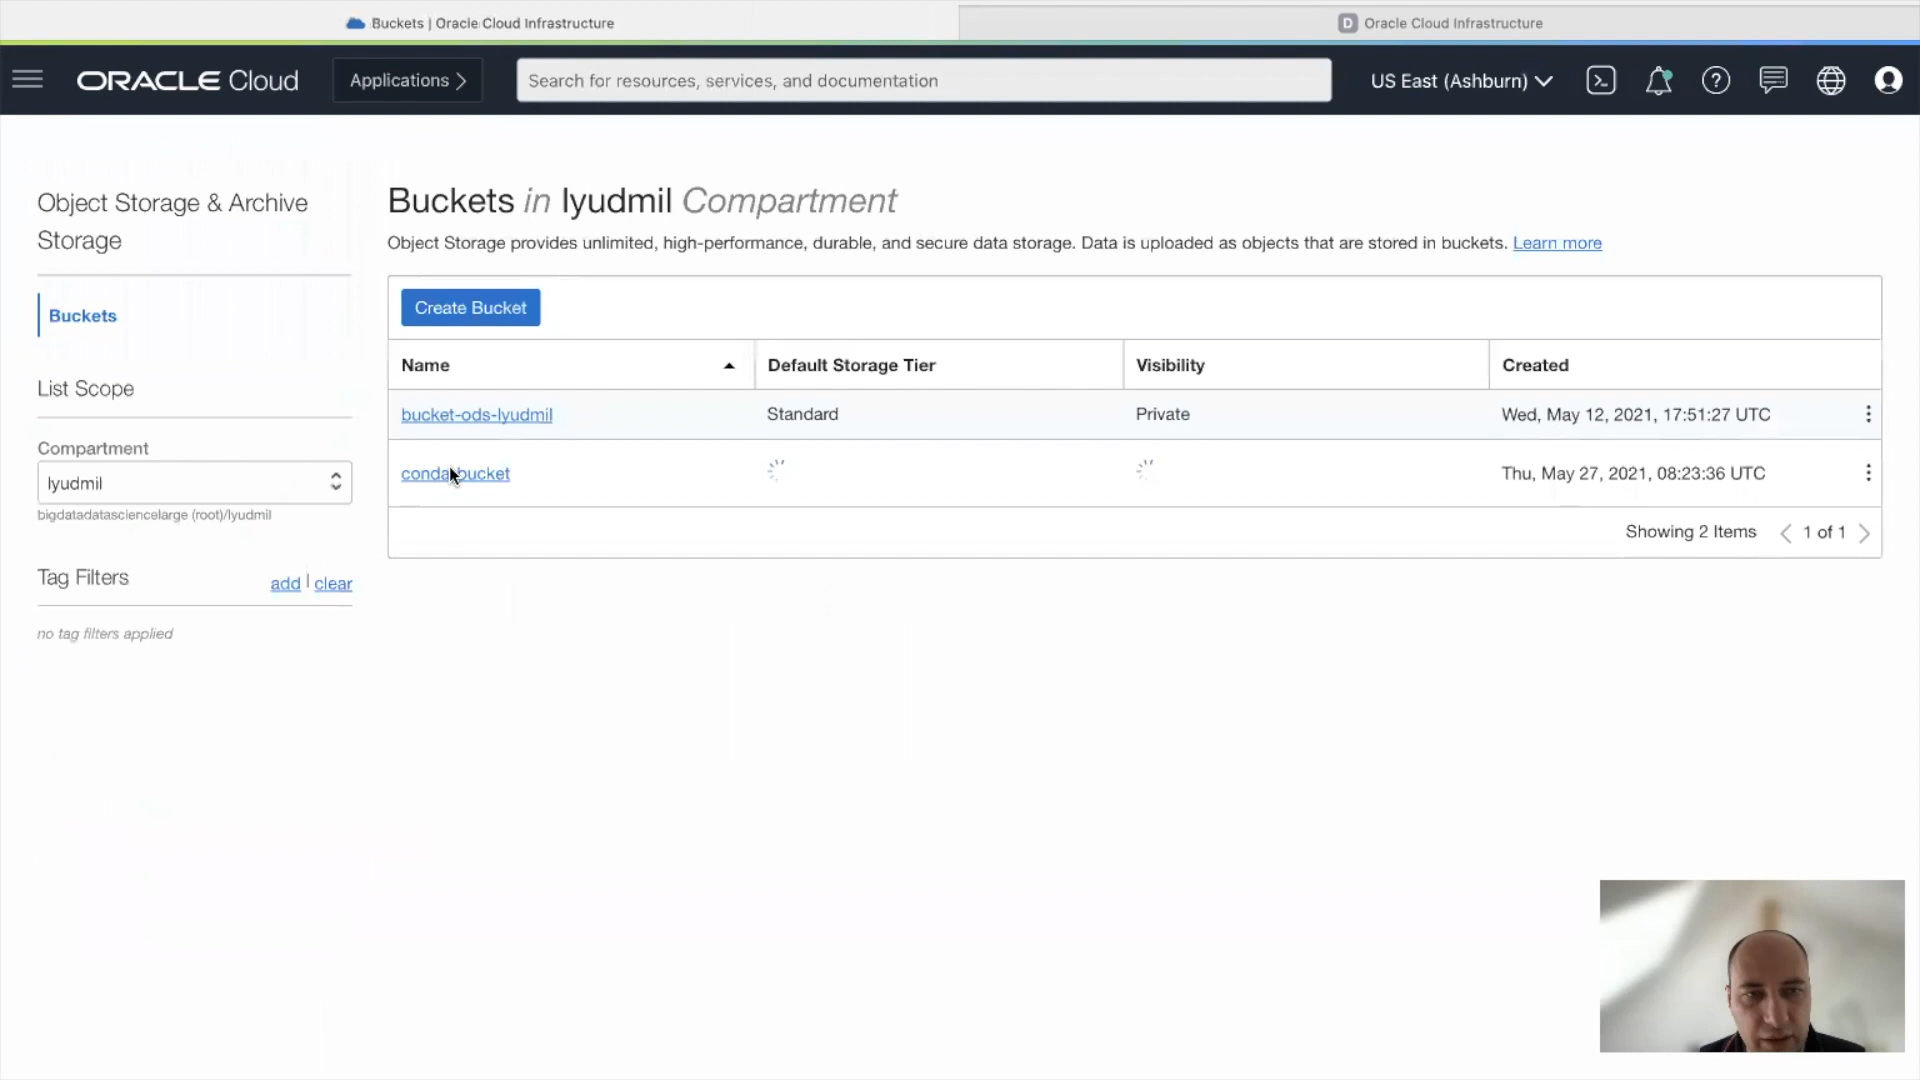 Buckets | Oracle Cloud Infrastructure
D Oracle Cloud Infrastructure
ORACLE Cloud
Applications
Search for resources, services, and documentation
US East (Ashburn)
Object Storage & Archive
Storage
Buckets
List Scope
Compartment
lyudmil
bigdatadatasciencelarge (root)/lyudmil
Tag Filters
add | clear
no tag filters applied
Buckets in lyudmil Compartment
Object Storage provides unlimited, high-performance, durable, and secure data storage. Data is uploaded as objects that are stored in buckets. Learn more
Create Bucket
Name Default Storage Tier Visibility Created
bucket-ods-lyudmil Standard Private Wed, May 12, 2021, 17:51:27 UTC
conda bucket Thu, May 27, 2021, 08:23:36 UTC
Showing 2 Items 1 of 1